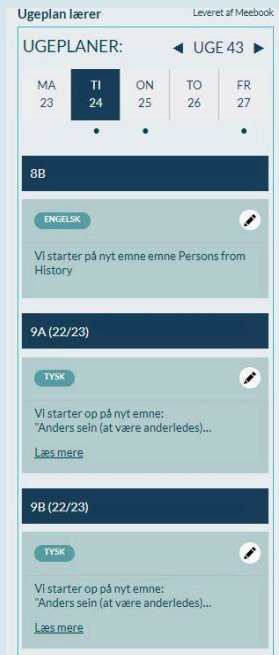 Ugeplan lærer
Leveret af Meebook
UGEPLANER:
◀ UGE 43 ▶
MA TI ON TO FR
23 24 25 26 27
8B
ENGELSK
Vi starter på nyt emne emne Persons from
History
9A (22/23)
TYSK
Vi starter op på nyt emne:
"Anders sein (at være anderledes)...
Læs mere
9B (22/23)
TYSK
Vi starter op på nyt emne:
"Anders sein (at være anderledes)...
Læs mere